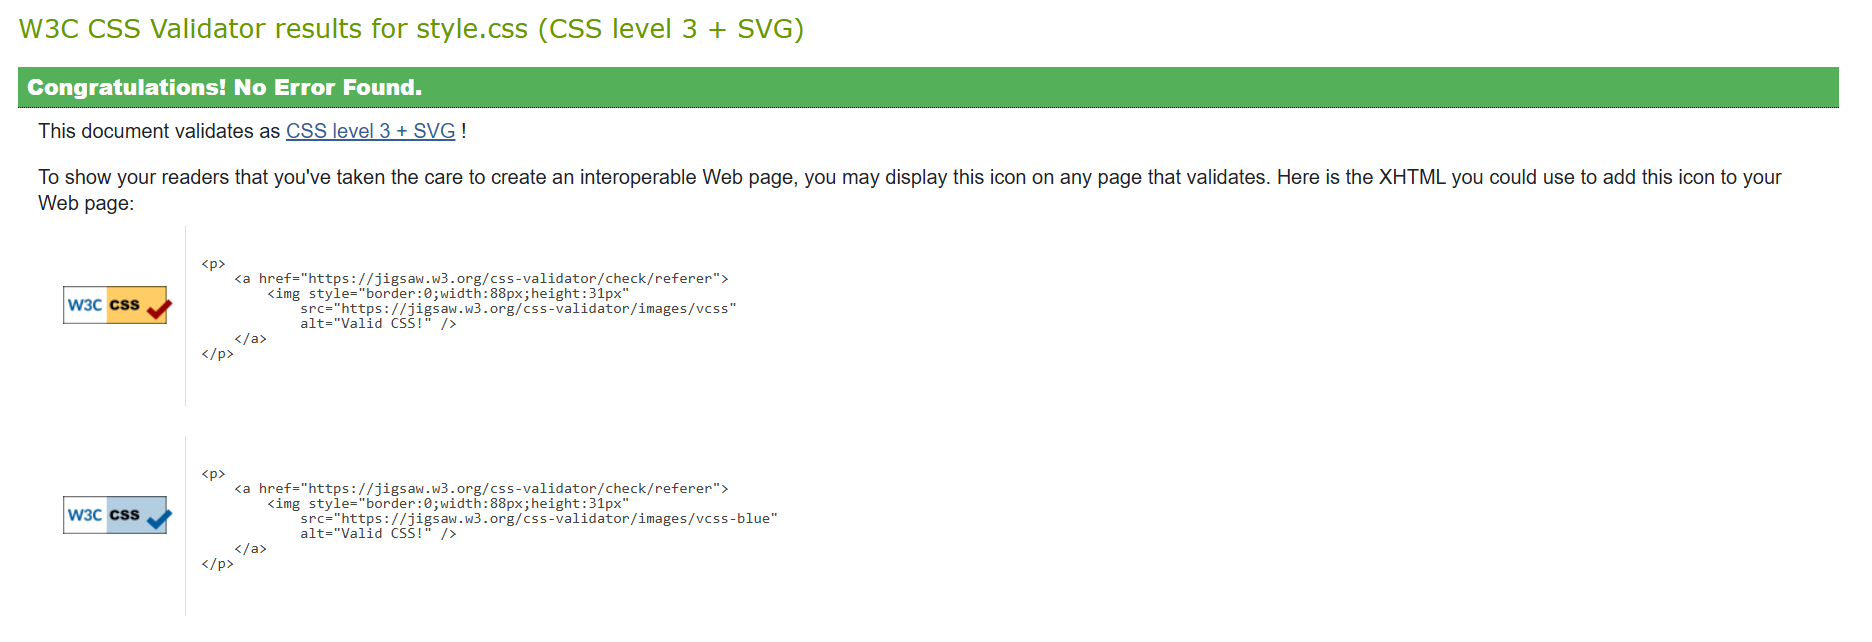 W3C CSS Validator results for style.css (CSS level 3 + SVG)
Congratulations! No Error Found.
This document validates as CSS level 3 + SVG !
To show your readers that you've taken the care to create an interoperable Web page, you may display this icon on any page that validates. Here is the XHTML you could use to add this icon to your
Web page:
W3C css
<p>
    <a href="https://jigsaw.w3.org/css-validator/check/referer">
        <img style="border:0;width:88px;height:31px"
            src="https://jigsaw.w3.org/css-validator/images/vcss"
            alt="Valid CSS!" />
    </a>
</p>
W3C css
<p>
    <a href="https://jigsaw.w3.org/css-validator/check/referer">
        <img style="border:0;width:88px;height:31px"
            src="https://jigsaw.w3.org/css-validator/images/vcss-blue"
            alt="Valid CSS!" />
    </a>
</p>